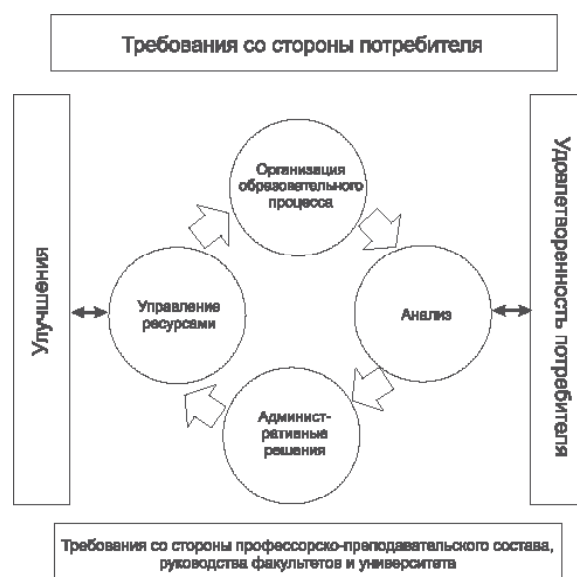 Требования со стороны потребителя
Улучшения
Организация
образовательного
процесса
Удовлетворенность потребителя
Управление
ресурсами
Анализ
Админист-
ративные
решения
Требования со стороны профессорско-преподавательского состава,
руководства факультетов и университета